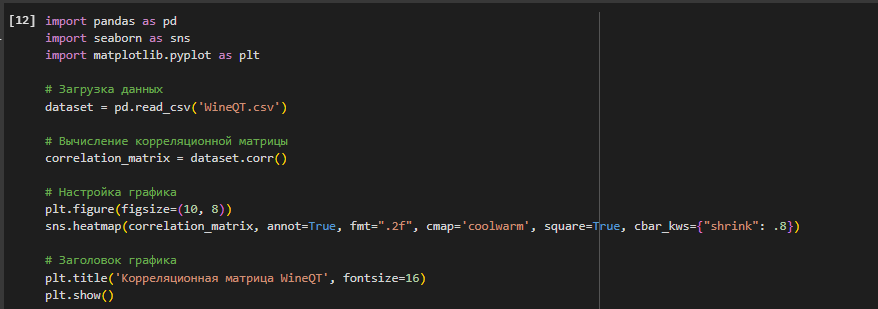 [12] import pandas as pd
import seaborn as sns
import matplotlib.pyplot as plt
# Загрузка данных
dataset = pd.read_csv('WineQT.csv')
# Вычисление корреляционной матрицы
correlation_matrix = dataset.corr()
# Настройка графика
plt.figure(figsize=(10, 8))
sns.heatmap(correlation_matrix, annot=True, fmt=".2f", cmap='coolwarm', square=True, cbar_kws={"shrink": .8})
# Заголовок графика
plt.title('Корреляционная матрица WineQT', fontsize=16)
plt.show()